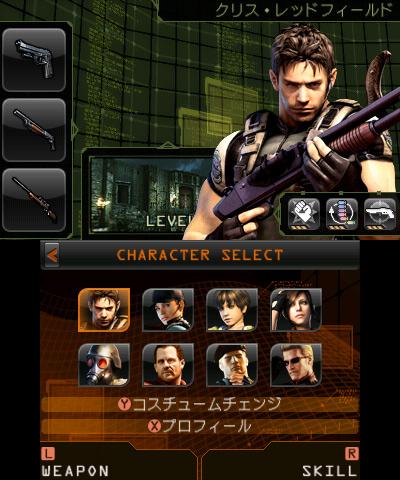 クリス・レッドフィールド
LEVEL
CHARACTER SELECT
Ⓨコスチュームチェンジ
Ⓧプロフィール
L
R
WEAPON
SKILL